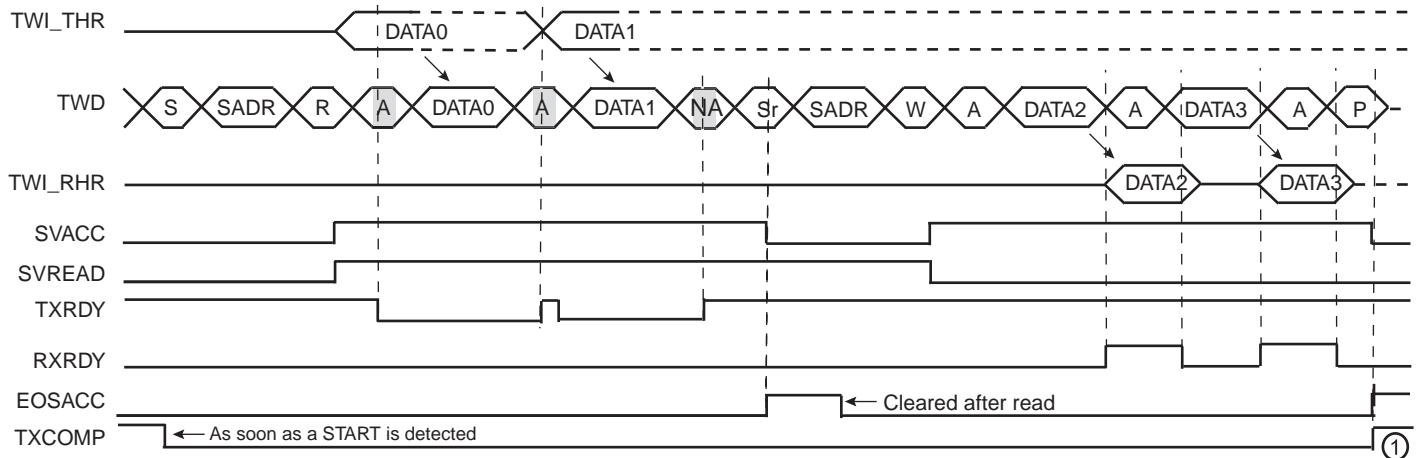 TWI_THR DATA0 DATA1
TWD S SADR R A DATA0 A DATA1 NA Sr SADR W A DATA2 A DATA3 A P
TWI_RHR DATA2 DATA3
SVACC
SVREAD
TXRDY
RXRDY
EOSACC Cleared after read
TXCOMP As soon as a START is detected 1